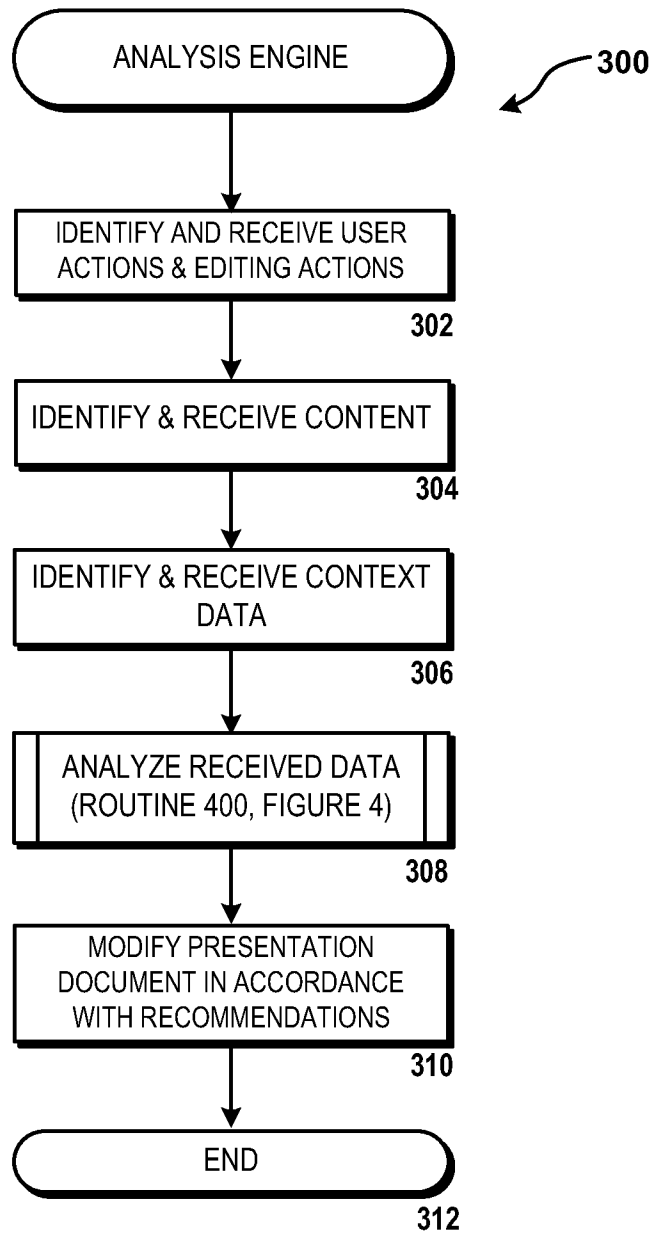 ANALYSIS ENGINE
300
IDENTIFY AND RECEIVE USER
ACTIONS & EDITING ACTIONS
302
IDENTIFY & RECEIVE CONTENT
304
IDENTIFY & RECEIVE CONTEXT
DATA
306
ANALYZE RECEIVED DATA
(ROUTINE 400, FIGURE 4)
308
MODIFY PRESENTATION
DOCUMENT IN ACCORDANCE
WITH RECOMMENDATIONS
310
END
312